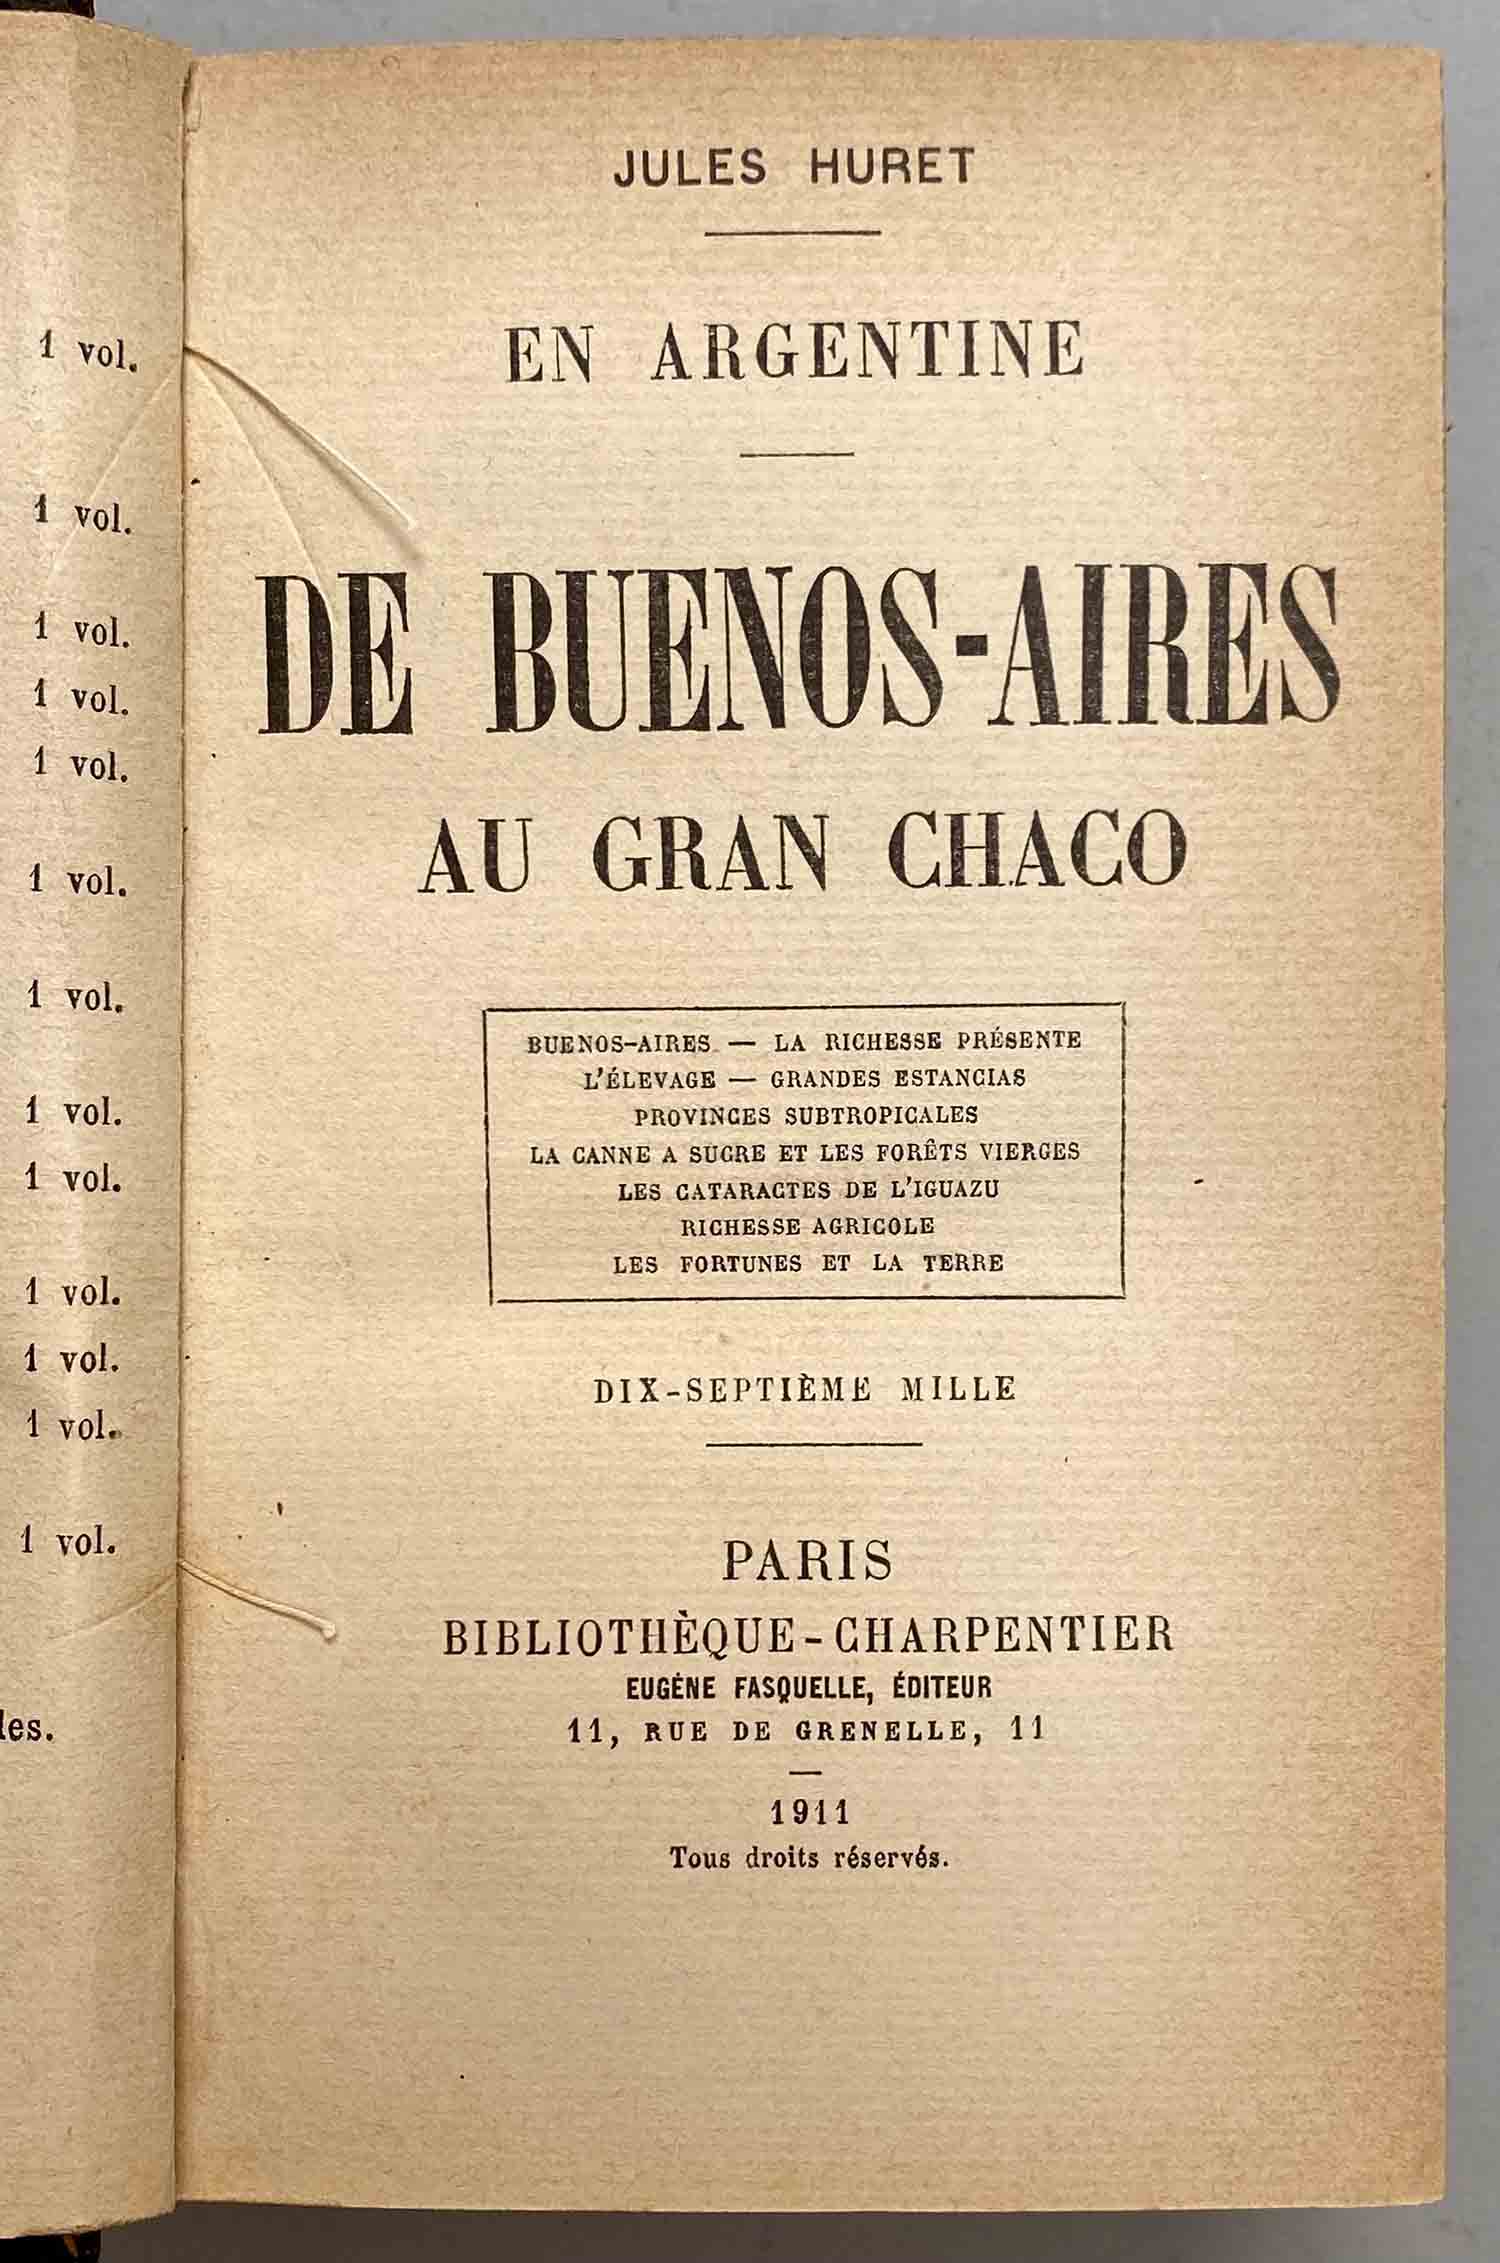 1 vol.
1 vol.
1 vol.
1 vol.
1 vol.
1 vol.
1 vol.
1 vol.
1 vol.
1 vol.
1 vol.
1 vol.
1 vol.
les.
JULES HURET
EN ARGENTINE
DE BUENOS-AIRES
AU GRAN CHACO
BUENOS-AIRES — LA RICHESSE PRÉSENTE
L'ÉLEVAGE — GRANDES ESTANCIAS
PROVINCES SUBTROPICALES
LA CANNE A SUCRE ET LES FORÊTS VIERGES
LES CATARACTES DE L'IGUAZU
RICHESSE AGRICOLE
LES FORTUNES ET LA TERRE
DIX-SEPTIÈME MILLE
PARIS
BIBLIOTHÈQUE-CHARPENTIER
EUGÈNE FASQUELLE, ÉDITEUR
11, RUE DE GRENELLE, 11
1911
Tous droits réservés.